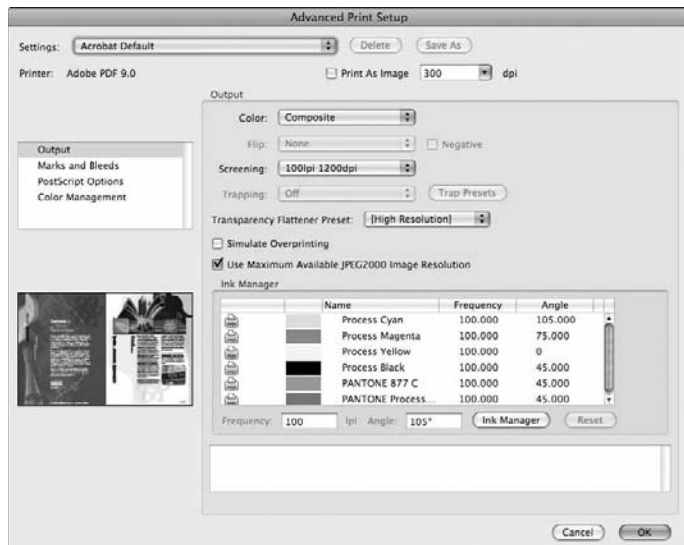 Advanced Print Setup
Settings: Acrobat Default Delete Save As
Printer: Adobe PDF 9.0 Print As Image 300 dpi
Output
Color: Composite
Flip: None Negative
Screening: 100lpi 1200dpi
Trapping: Off Trap Presets
Transparency Flattener Preset: [High Resolution]
Simulate Overprinting
Use Maximum Available JPEG2000 Image Resolution
Output
Marks and Bleeds
PostScript Options
Color Management
Ink Manager
Name Frequency Angle
Process Cyan 100.000 105.000
Process Magenta 100.000 75.000
Process Yellow 100.000 0
Process Black 100.000 45.000
PANTONE 877 C 100.000 45.000
PANTONE Process... 100.000 45.000
Frequency: 100 lpi Angle: 105° Ink Manager Reset
Cancel OK